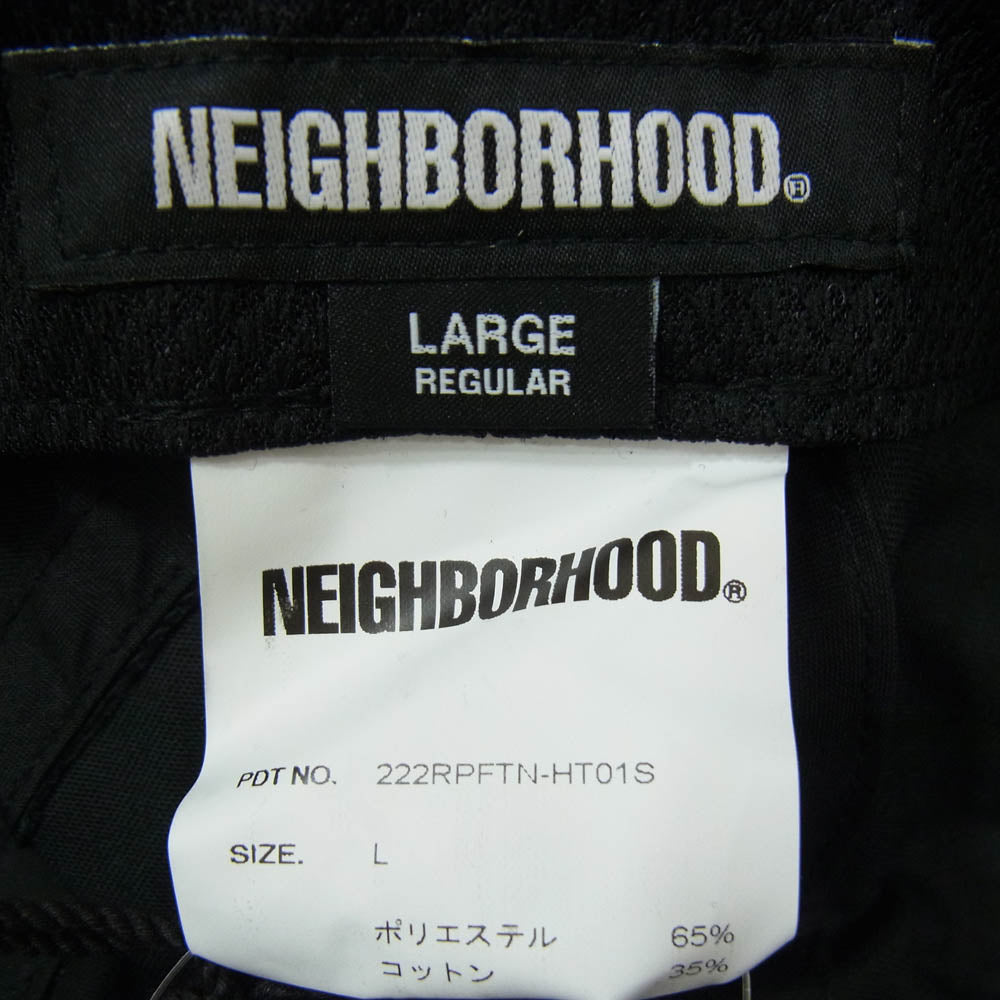 NEIGHBORHOOD®
LARGE
REGULAR
NEIGHBORHOOD®
PDT NO. 222RPFTN-HT01S
SIZE. L
ポリエステル 65%
コットン 35%